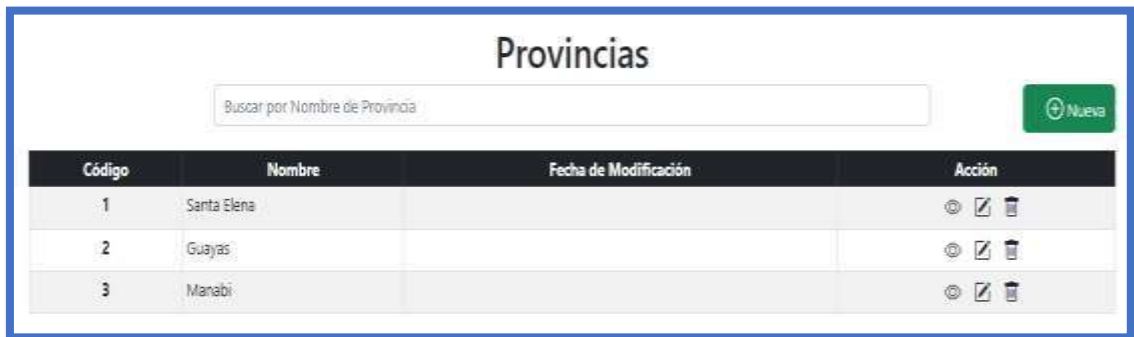 Provincias
Buscar por Nombre de Provincia
Nueva
Código Nombre Fecha de Modificación Acción
1 Santa Elena
2 Guayas
3 Manabi